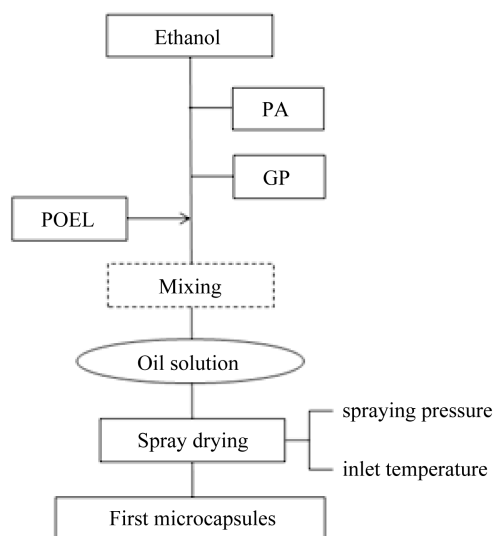 Ethanol
PA
GP
POEL
Mixing
Oil solution
spraying pressure
Spray drying
inlet temperature
First microcapsules